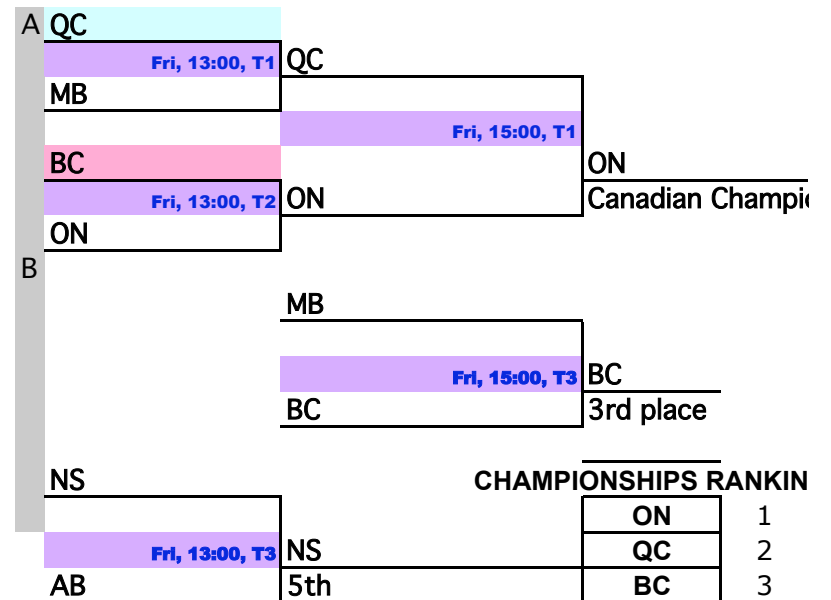 A QC
Fri, 13:00, T1 QC
MB
Fri, 15:00, T1
BC ON
Fri, 13:00, T2 ON Canadian Champi
ON
B
MB
Fri, 15:00, T3 BC
BC 3rd place
NS CHAMPIONSHIPS RANKIN
ON 1
Fri, 13:00, T3 NS QC 2
AB 5th BC 3